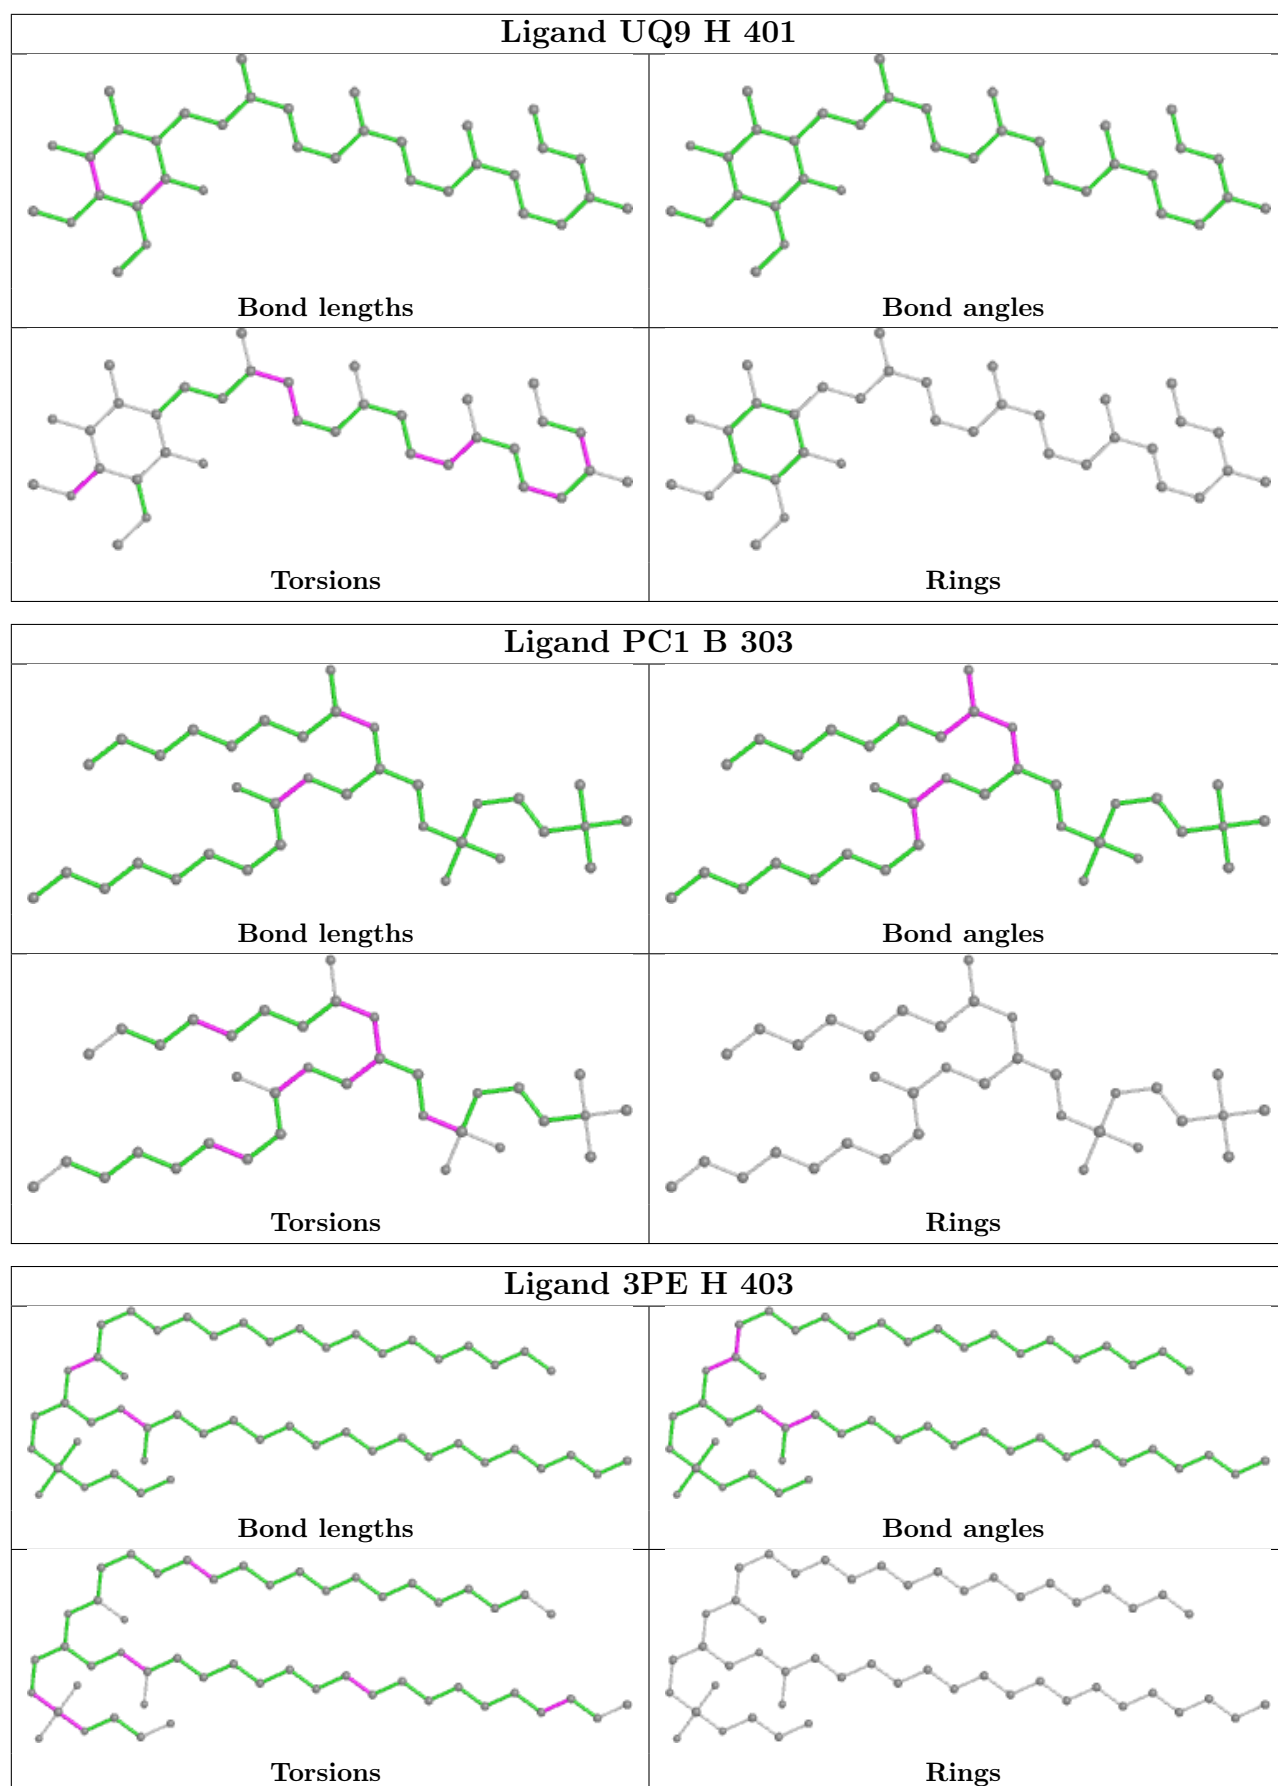 Ligand UQ9 H 401
Bond lengths
Bond angles
Torsions
Rings
Ligand PC1 B 303
Bond lengths
Bond angles
Torsions
Rings
Ligand 3PE H 403
Bond lengths
Bond angles
Torsions
Rings